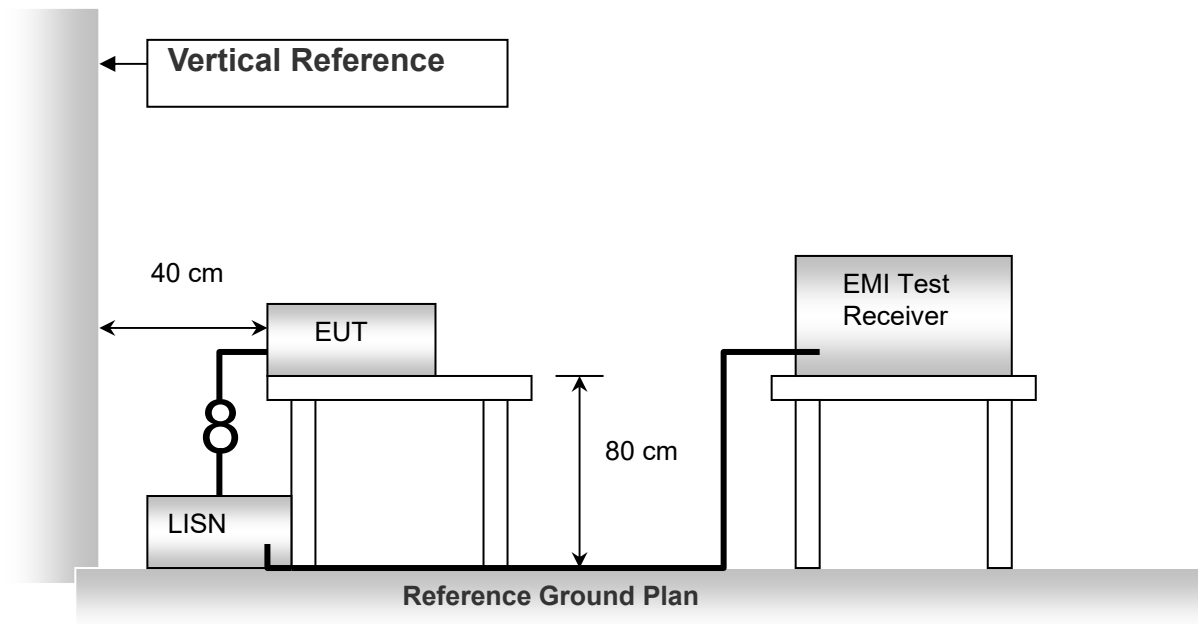 Vertical Reference
40 cm
EUT
EMI Test
Receiver
80 cm
LISN
Reference Ground Plan